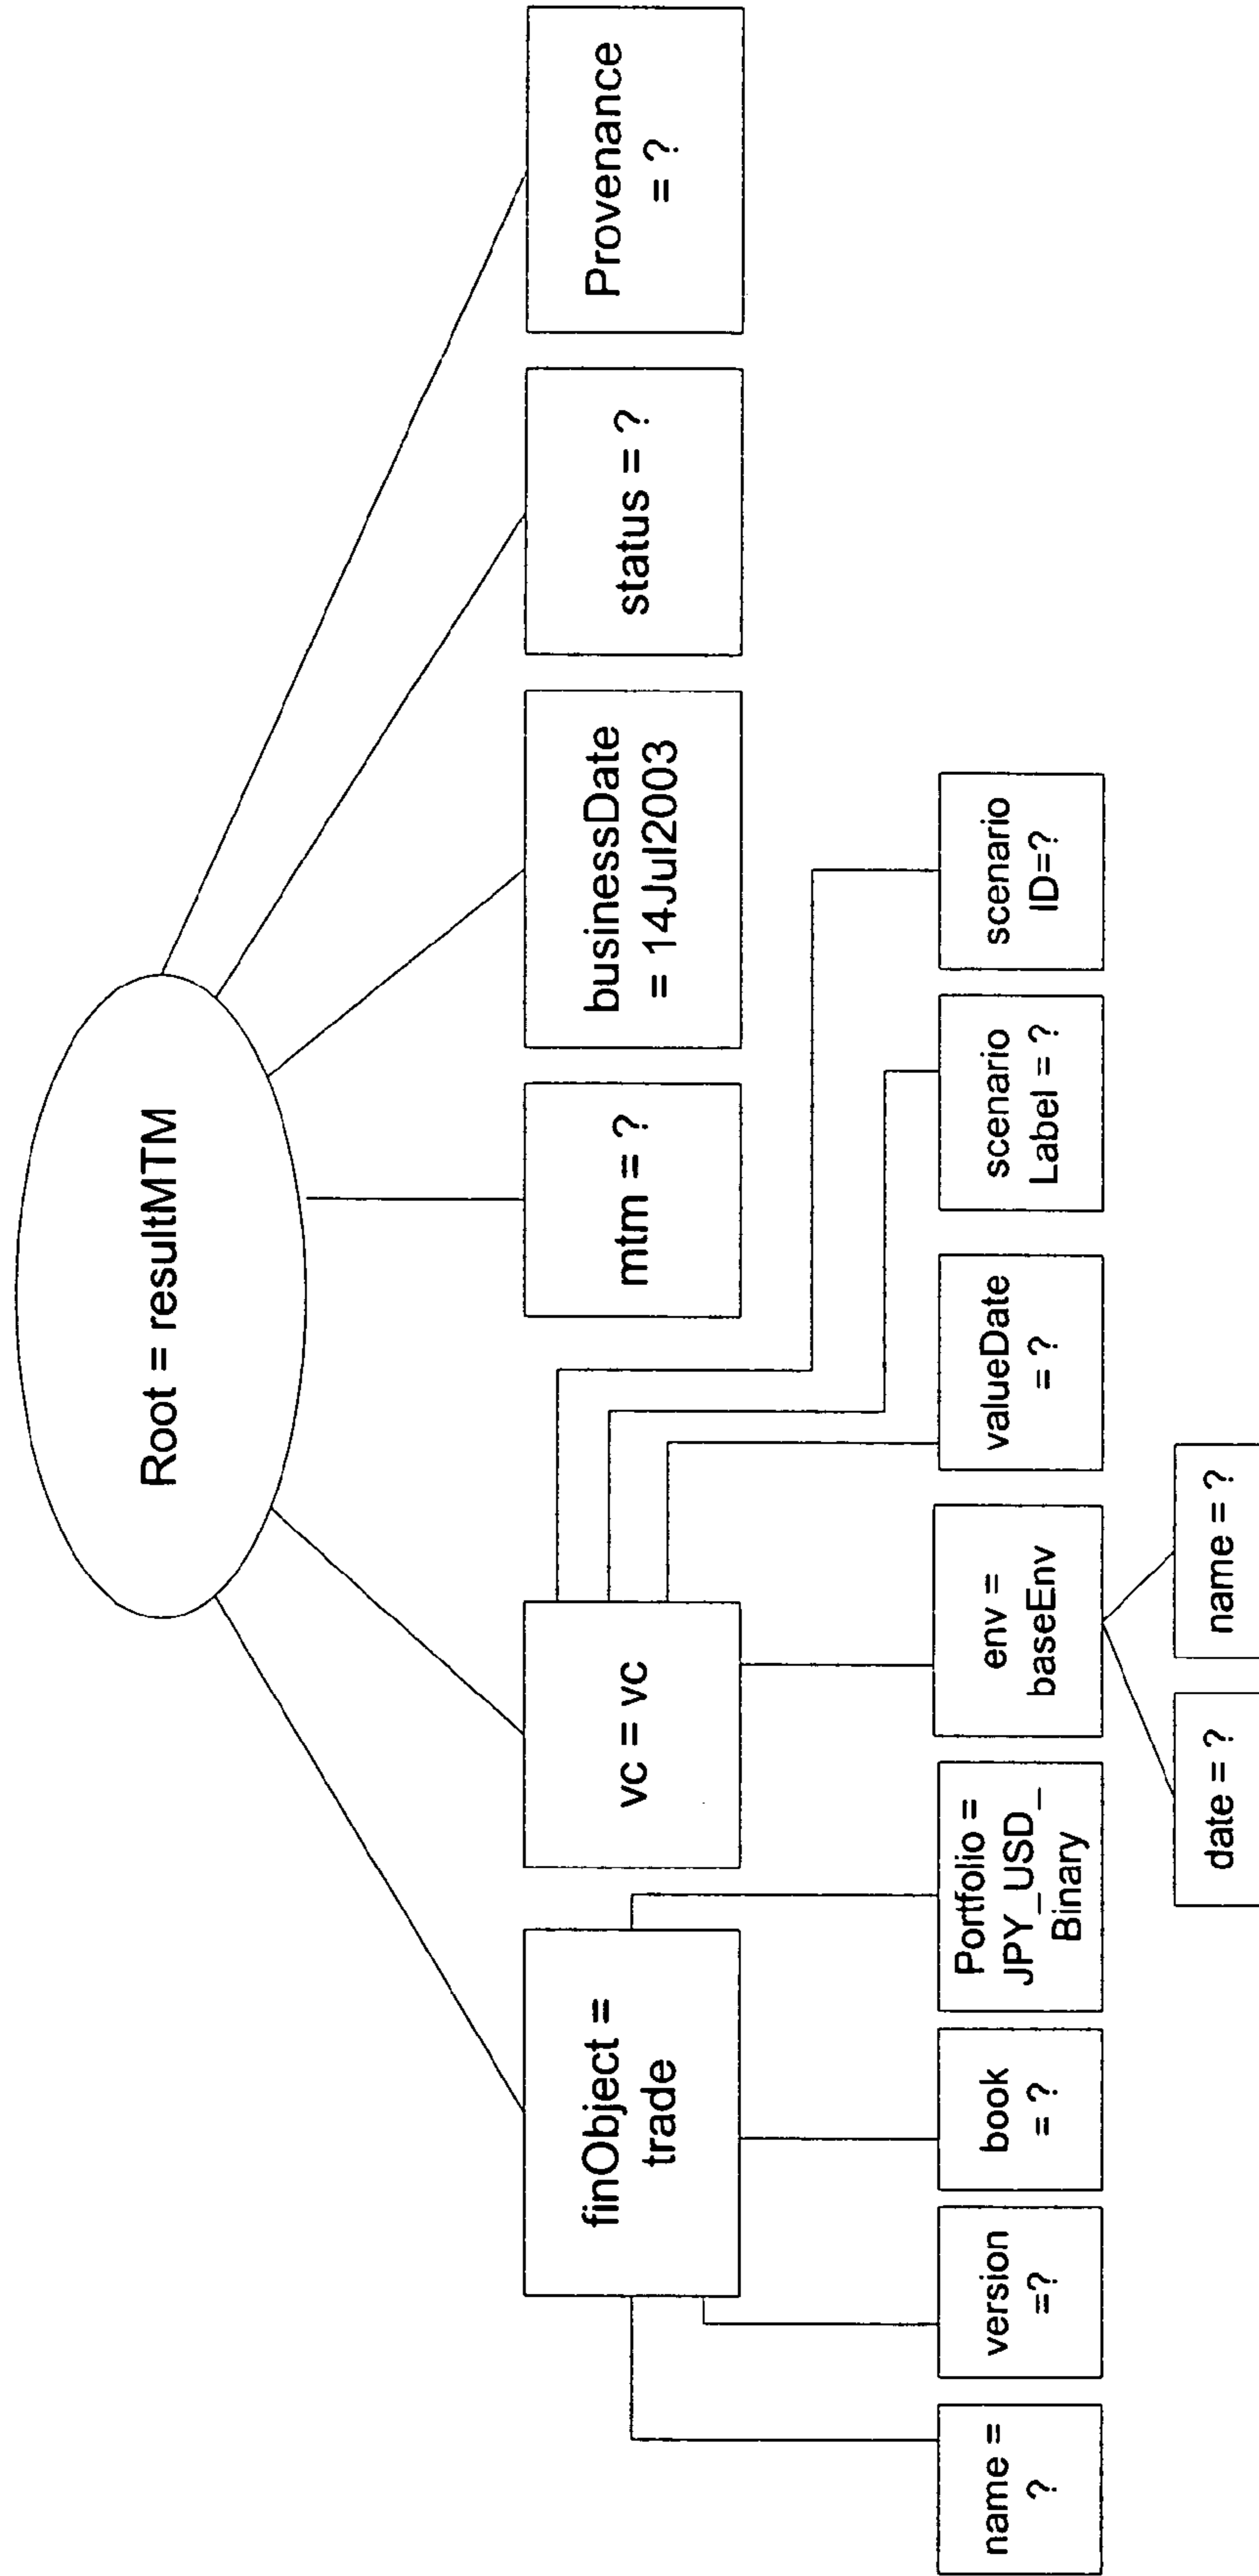 Root = resultMTM
finObject =
trade
vc = vc
mtm = ?
businessDate
= 14Jul2003
status = ?
Provenance
= ?
name =
?
version
=?
book
= ?
Portfolio =
JPY_USD_
Binary
env =
baseEnv
valueDate
= ?
scenario
Label = ?
scenario
ID=?
date = ?
name = ?